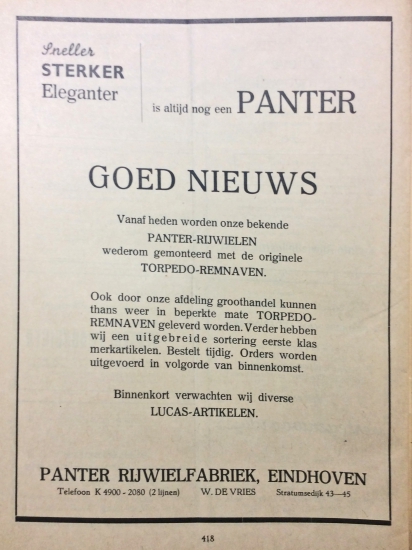 Sneller
STERKER
Eleganter
is altijd nog een PANTER
GOED NIEUWS
Vanaf heden worden onze bekende
PANTER-RIJWIELEN
wederom gemonteerd met de originele
TORPEDO-REMNAVEN.
Ook door onze afdeling groothandel kunnen
thans weer in beperkte mate TORPEDO-
REMNAVEN geleverd worden. Verder hebben
wij een uitgebreide sortering eerste klas
merkartikelen. Bestelt tijdig. Orders worden
uitgevoerd in volgorde van binnenkomst.
Binnenkort verwachten wij diverse
LUCAS-ARTIKELEN.
PANTER RIJWIELFABRIEK, EINDHOVEN
Telefoon K 4900 - 2080 (2 lijnen) W. DE VRIES Stratumsedijk 43—45
418